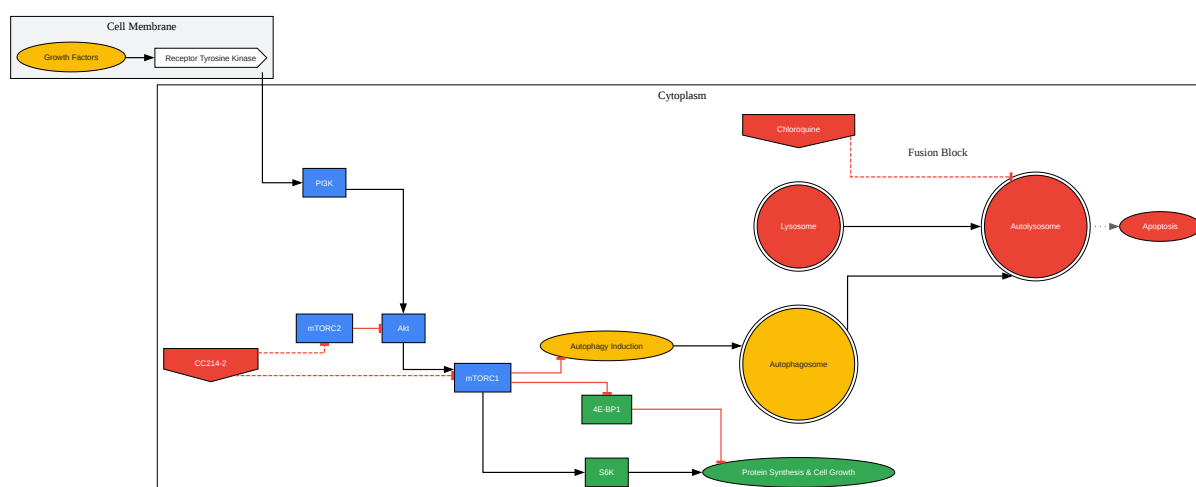 Cell Membrane
Growth Factors
Receptor Tyrosine Kinase
Cytoplasm
Chloroquine
Fusion Block
PI3K
Lysosome
Autolysosome
Apoptosis
mTORC2
Akt
Autophagy Induction
CC214-2
Autophagosome
mTORC1
4E-BP1
S6K
Protein Synthesis & Cell Growth